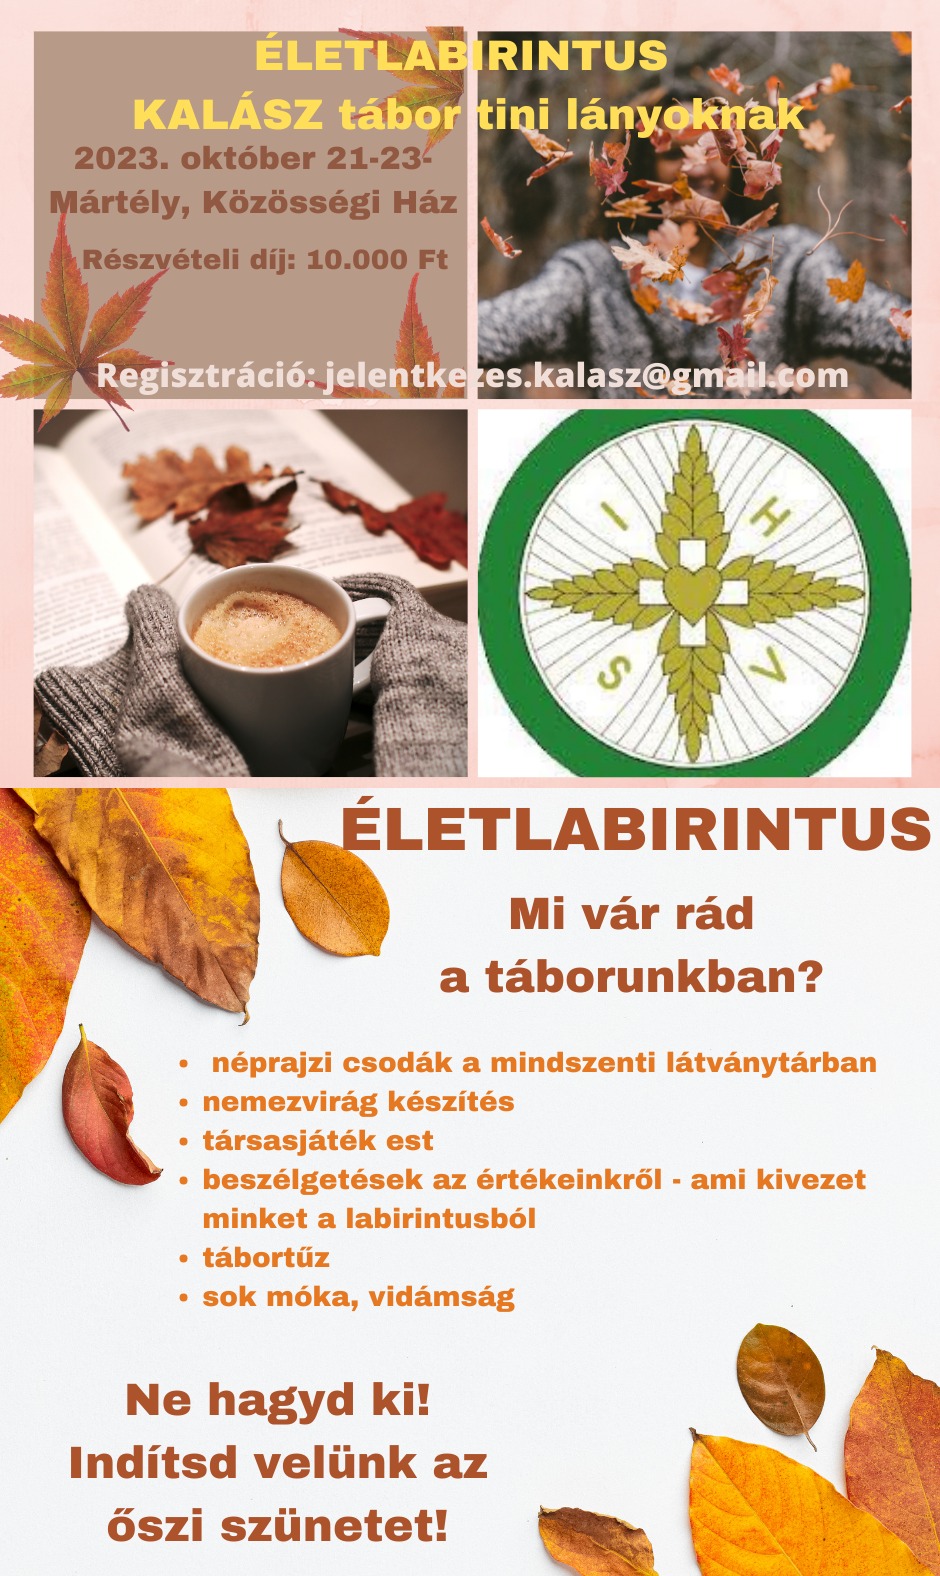 ÉLETLABIRINTUS
KALÁSZ tábor tini lányoknak
2023. október 21-23-
Mártély, Közösségi Ház
Részvételi díj: 10.000 Ft
Regisztráció: jelentkezes.kalasz@gmail.com
I H
S V
ÉLETLABIRINTUS
Mi vár rád
a táborunkban?
• néprajzi csodák a mindszenti látványtárban
• nemezvirág készítés
• társasjáték est
• beszélgetések az értékeinkről - ami kivezet
minket a labirintusból
• tábortűz
• sok móka, vidámság
Ne hagyd ki!
Indítsd velünk az
őszi szünetet!